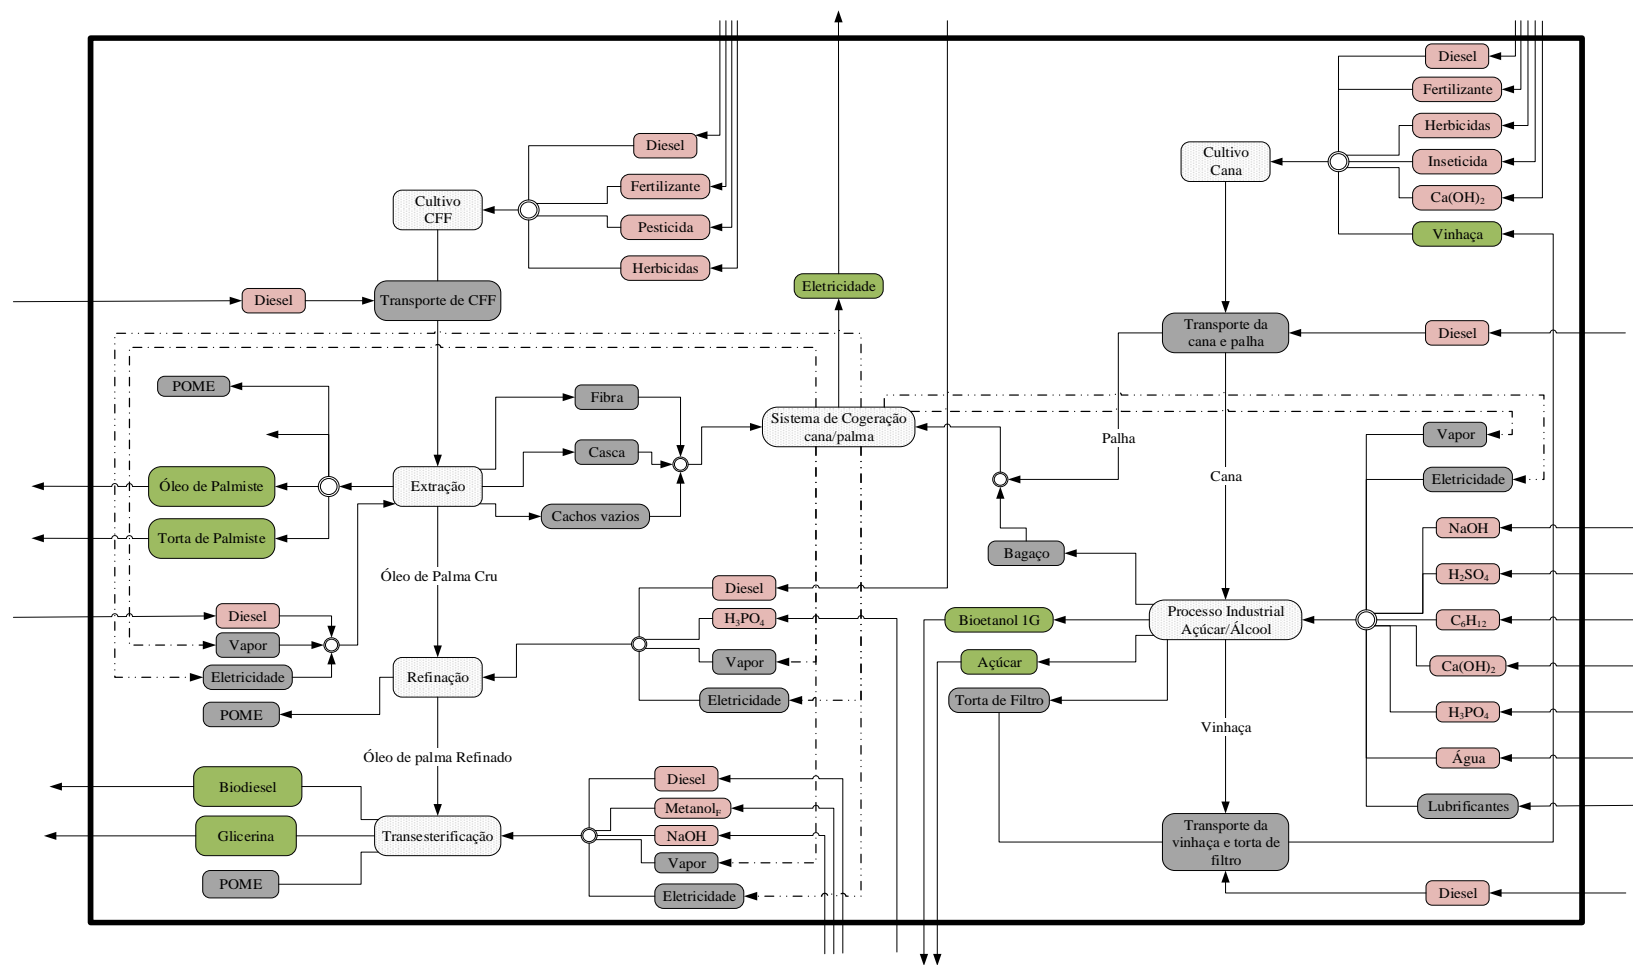 Diesel
Fertilizante
Herbicidas
Inseticida
Ca(OH)₂
Vinhaça
Cultivo
Cana
Diesel
Fertilizante
Pesticida
Herbicidas
Cultivo
CFF
Diesel
Transporte de CFF
Eletricidade
Transporte da
cana e palha
Diesel
POME
Fibra
Casca
Cachos vazios
Sistema de Cogeração
cana/palma
Palha
Cana
Vapor
Eletricidade
Óleo de Palmiste
Torta de Palmiste
Extração
Óleo de Palma Cru
Bagaço
NaOH
H₂SO₄
C₆H₁₂
Ca(OH)₂
H₃PO₄
Água
Lubrificantes
Diesel
Vapor
Eletricidade
POME
Refinação
Diesel
H₃PO₄
Vapor
Eletricidade
Bioetanol 1G
Açúcar
Torta de Filtro
Processo Industrial
Açúcar/Álcool
Vinhaça
Óleo de palma Refinado
Biodiesel
Glicerina
POME
Transesterificação
Diesel
Metanol_F
NaOH
Vapor
Eletricidade
Transporte da
vinhaça e torta de
filtro
Diesel